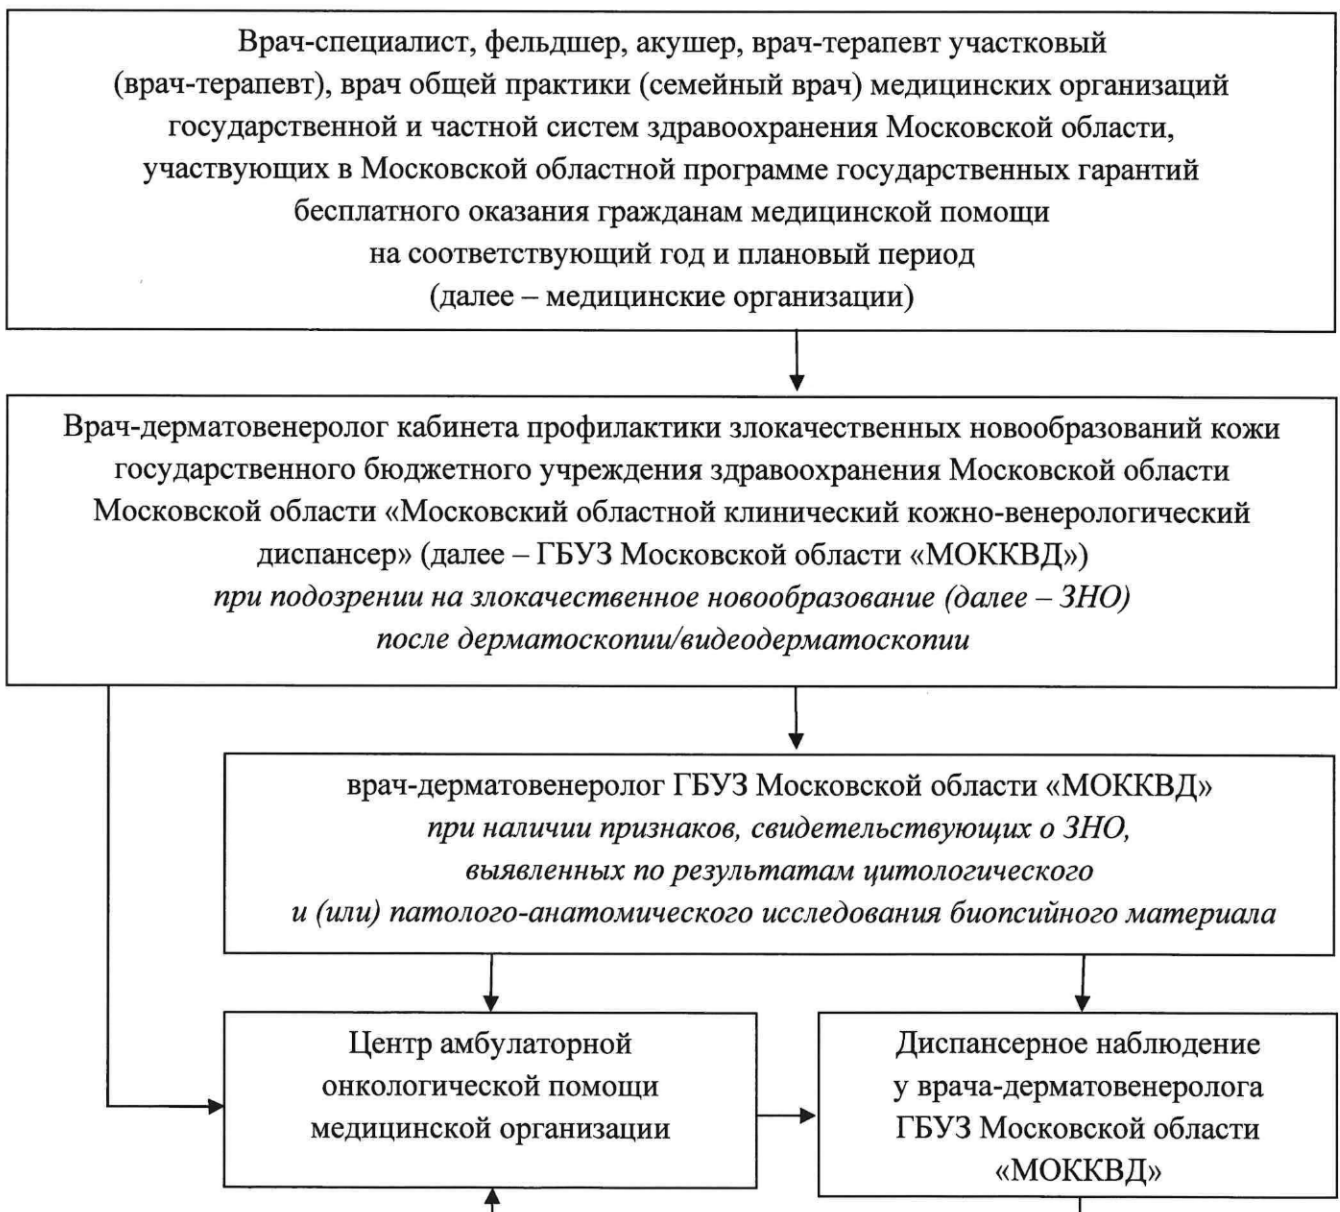 Врач-специалист, фельдшер, акушер, врач-терапевт участковый
(врач-терапевт), врач общей практики (семейный врач) медицинских организаций
государственной и частной систем здравоохранения Московской области,
участвующих в Московской областной программе государственных гарантий
бесплатного оказания гражданам медицинской помощи
на соответствующий год и плановый период
(далее – медицинские организации)
Врач-дерматовенеролог кабинета профилактики злокачественных новообразований кожи
государственного бюджетного учреждения здравоохранения Московской области
Московской области «Московский областной клинический кожно-венерологический
диспансер» (далее – ГБУЗ Московской области «МОККВД»)
при подозрении на злокачественное новообразование (далее – ЗНО)
после дерматоскопии/видеодерматоскопии
врач-дерматовенеролог ГБУЗ Московской области «МОККВД»
при наличии признаков, свидетельствующих о ЗНО,
выявленных по результатам цитологического
и (или) патолого-анатомического исследования биопсийного материала
Центр амбулаторной
онкологической помощи
медицинской организации
Диспансерное наблюдение
у врача-дерматовенеролога
ГБУЗ Московской области
«МОККВД»